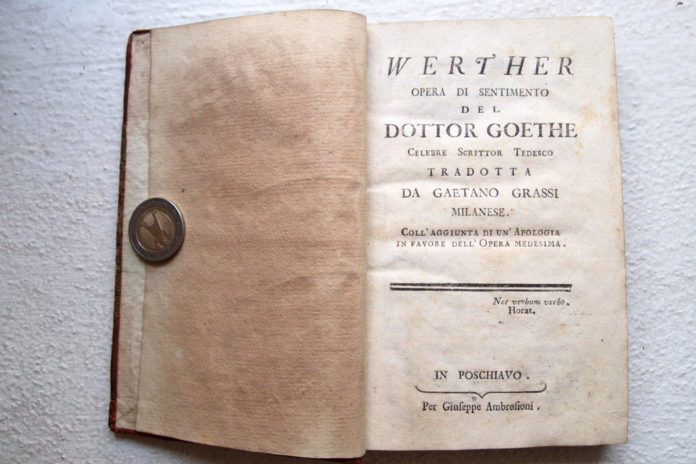 WERTHER
OPERA DI SENTIMENTO
DEL
DOTTOR GOETHE
CELEBRE SCRITTOR TEDESCO
TRADOTTA
DA GAETANO GRASSI
MILANESE.
COLL'AGGIUNTA DI UN'APOLOGIA
IN FAVORE DELL'OPERA MEDESIMA.
Nec verbum verbo.
Horat.
IN POSCHIAVO.
Per Giuseppe Ambrosioni.